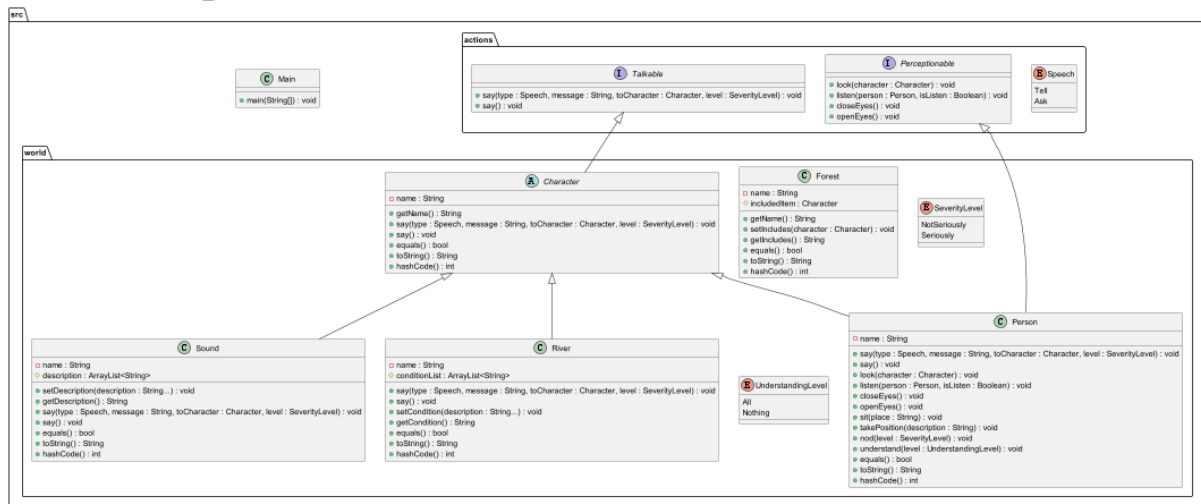 src
actions
C Main
main(String[]) : void
I Talkable
say(type : Speech, message : String, toCharacter : Character, level : SeverityLevel) : void
say() : void
I Perceptionable
look(character : Character) : void
listen(person : Person, isListen : Boolean) : void
closeEyes() : void
openEyes() : void
E Speech
Tell
Ask
world
A Character
name : String
getName() : String
say(type : Speech, message : String, toCharacter : Character, level : SeverityLevel) : void
say() : void
equals() : bool
toString() : String
hashCode() : int
C Forest
name : String
includedItem : Character
getName() : String
setIncludes(character : Character) : void
getIncludes() : String
equals() : bool
toString() : String
hashCode() : int
E SeverityLevel
NotSeriously
Seriously
C Sound
name : String
description : ArrayList<String>
setDescription(description : String...) : void
getDescription() : String
say(type : Speech, message : String, toCharacter : Character, level : SeverityLevel) : void
say() : void
equals() : bool
toString() : String
hashCode() : int
C River
name : String
conditionList : ArrayList<String>
say(type : Speech, message : String, toCharacter : Character, level : SeverityLevel) : void
say() : void
setCondition(description : String...) : void
getCondition() : String
equals() : bool
toString() : String
hashCode() : int
E UnderstandingLevel
All
Nothing
C Person
name : String
say(type : Speech, message : String, toCharacter : Character, level : SeverityLevel) : void
say() : void
look(character : Character) : void
listen(person : Person, isListen : Boolean) : void
closeEyes() : void
openEyes() : void
sit(place : String) : void
takePosition(description : String) : void
nod(level : SeverityLevel) : void
understand(level : UnderstandingLevel) : void
equals() : bool
toString() : String
hashCode() : int